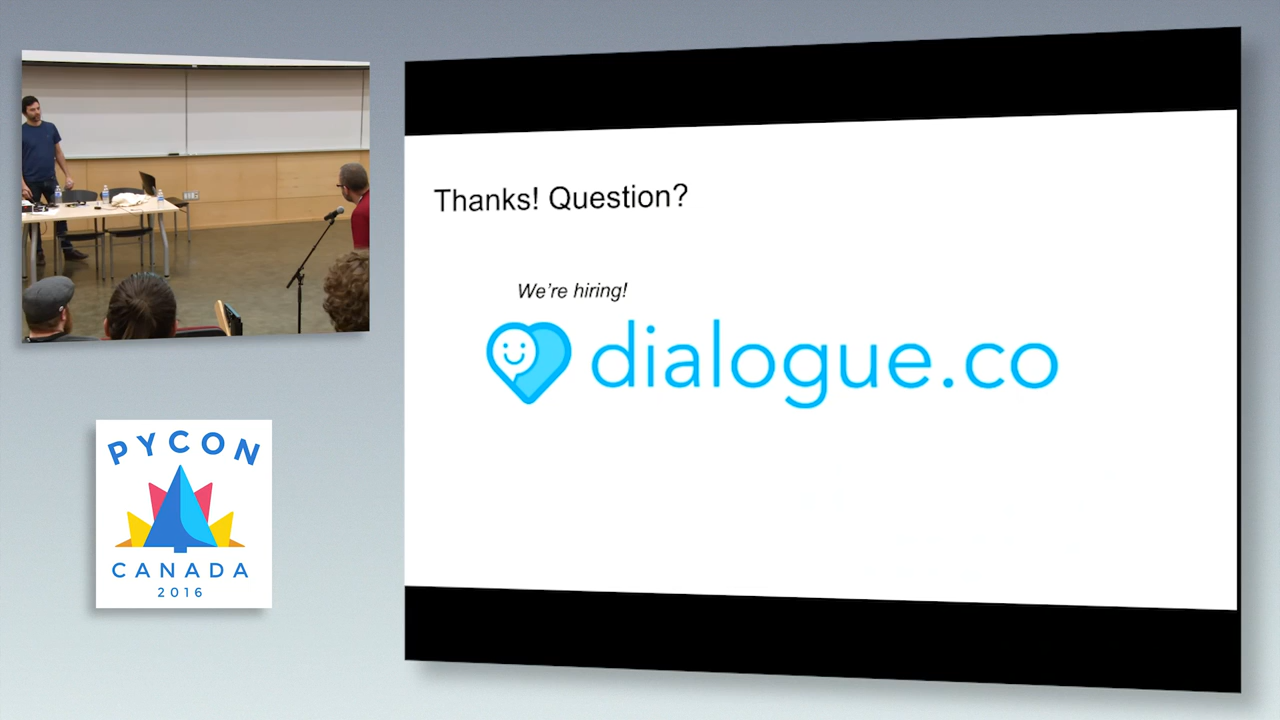 Thanks! Question?
We're hiring!
dialogue.co
PYCON
CANADA
2016